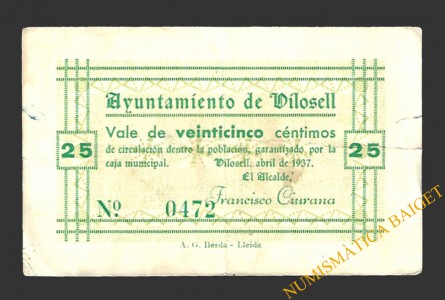 Ayuntamiento de Vilosell
Vale de veinticinco céntimos
de circulación dentro la población, garantizado por la
caja municipal. Vilosell, abril de 1937.
25
25
El Alcalde,
Francisco Ciurana
Nº 0472
A. G. Ilerda - Lleida
NUMISMÀTICA BAIGET